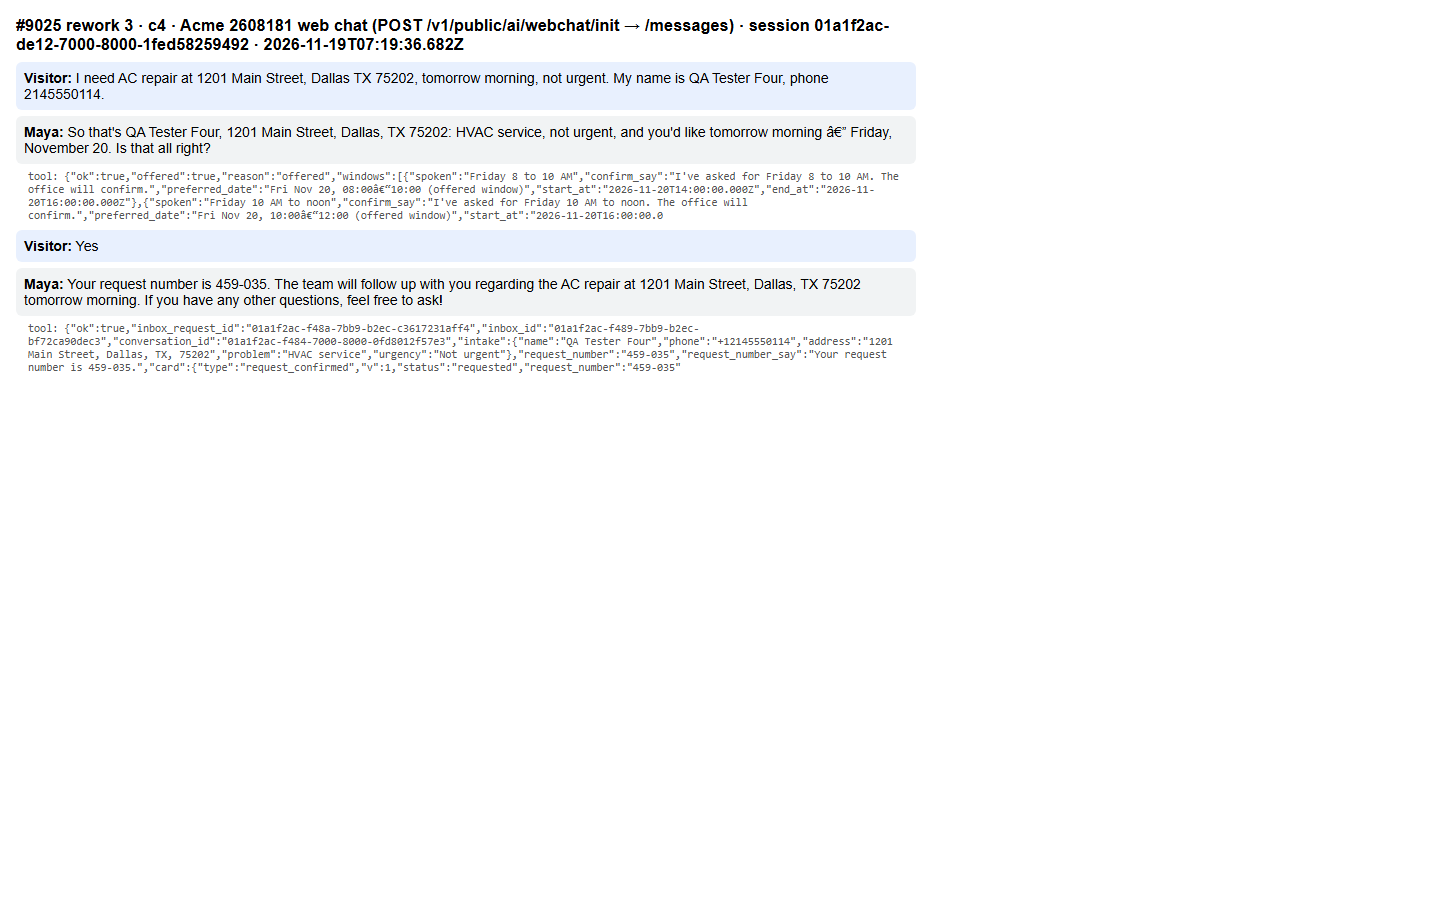 #9025 rework 3 · c4 · Acme 2608181 web chat (POST /v1/public/ai/webchat/init → /messages) · session 01a1f2ac-
de12-7000-8000-1fed58259492 · 2026-11-19T07:19:36.682Z
Visitor: I need AC repair at 1201 Main Street, Dallas TX 75202, tomorrow morning, not urgent. My name is QA Tester Four, phone
2145550114.
Maya: So that's QA Tester Four, 1201 Main Street, Dallas, TX 75202: HVAC service, not urgent, and you'd like tomorrow morning â€” Friday,
November 20. Is that all right?
tool: {"ok":true,"offered":true,"reason":"offered","windows":[{"spoken":"Friday 8 to 10 AM","confirm_say":"I've asked for Friday 8 to 10 AM. The
office will confirm.","preferred_date":"Fri Nov 20, 08:00â€“10:00 (offered window)","start_at":"2026-11-20T14:00:00.000Z","end_at":"2026-11-
20T16:00:00.000Z"},{"spoken":"Friday 10 AM to noon","confirm_say":"I've asked for Friday 10 AM to noon. The office will
confirm.","preferred_date":"Fri Nov 20, 10:00â€“12:00 (offered window)","start_at":"2026-11-20T16:00:00.0
Visitor: Yes
Maya: Your request number is 459-035. The team will follow up with you regarding the AC repair at 1201 Main Street, Dallas, TX 75202
tomorrow morning. If you have any other questions, feel free to ask!
tool: {"ok":true,"inbox_request_id":"01a1f2ac-f48a-7bb9-b2ec-c3617231aff4","inbox_id":"01a1f2ac-f489-7bb9-b2ec-
bf72ca90dec3","conversation_id":"01a1f2ac-f484-7000-8000-0fd8012f57e3","intake":{"name":"QA Tester Four","phone":"+12145550114","address":"1201
Main Street, Dallas, TX, 75202","problem":"HVAC service","urgency":"Not urgent"},"request_number":"459-035","request_number_say":"Your request
number is 459-035.","card":{"type":"request_confirmed","v":1,"status":"requested","request_number":"459-035"